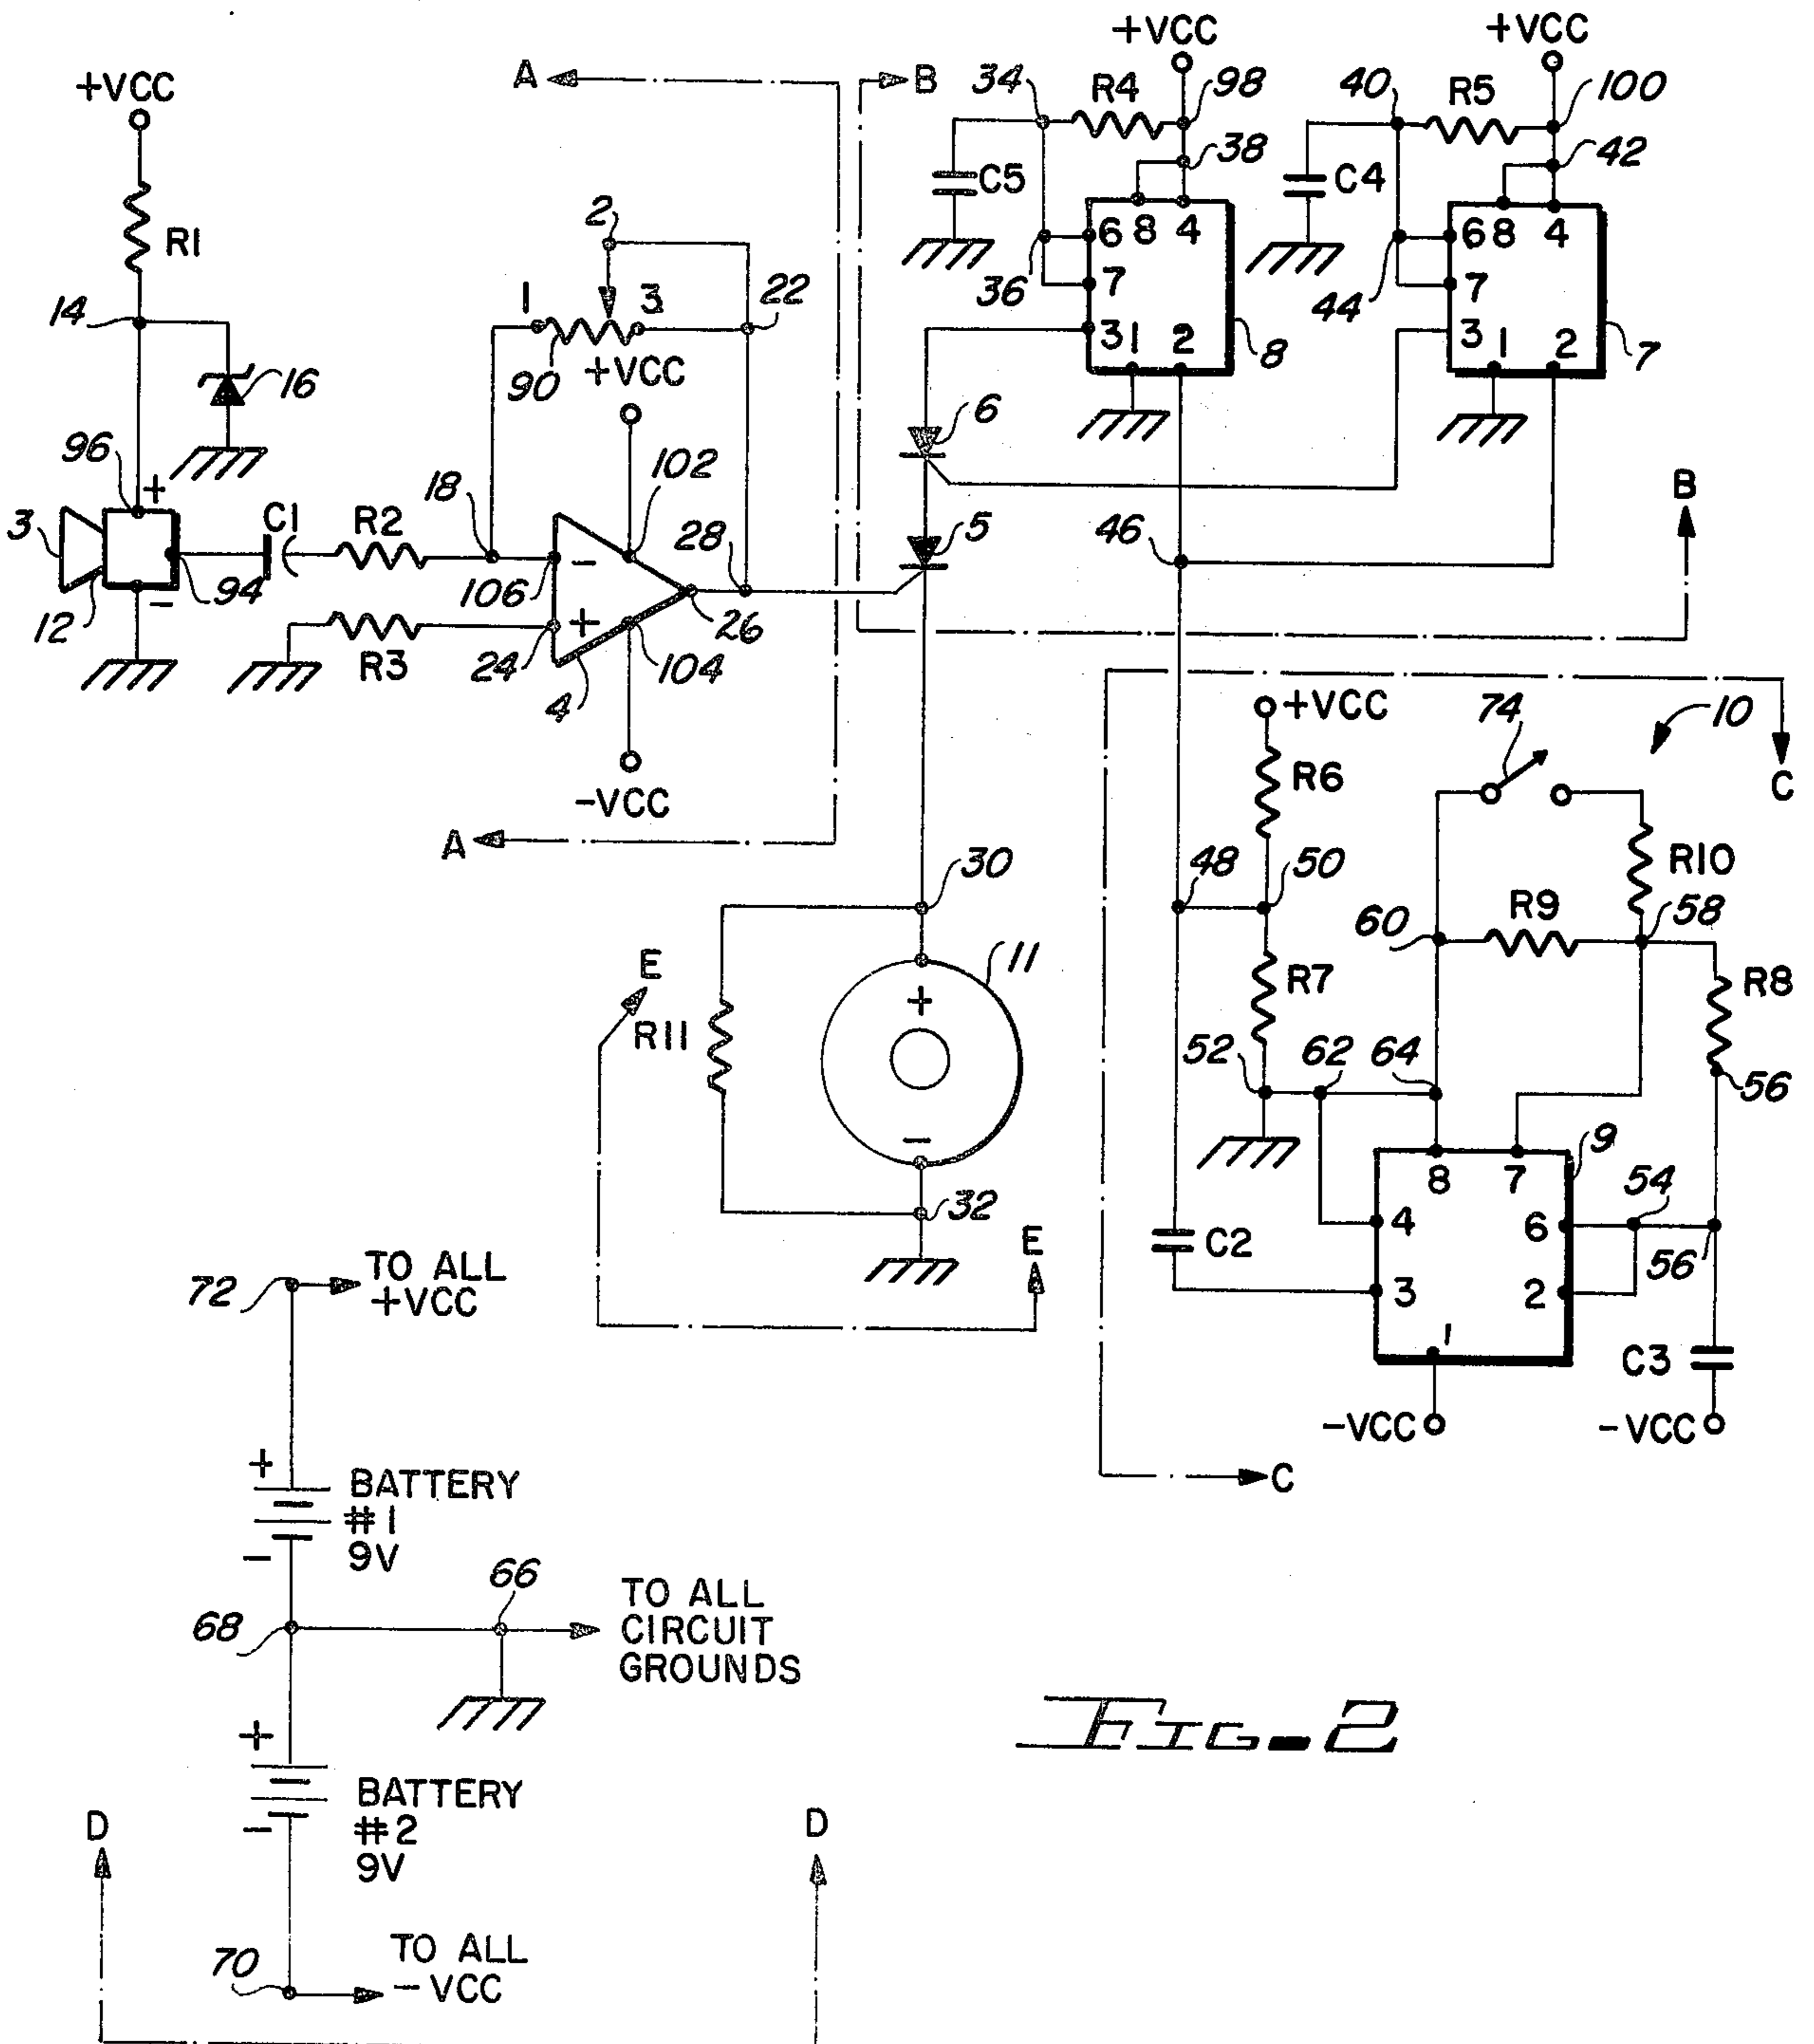 +VCC
R1
14
16
96
+
3
12
-
94
C1
R2
18
106
-
+
24
R3
4
102
104
26
28
+VCC
-VCC
2
1
3
90
22
A
A
B
B
34
R4
+VCC
98
38
C5
36
6
8
4
7
3
1
2
8
40
R5
+VCC
100
42
C4
44
6
8
4
7
3
1
2
7
6
5
46
30
11
+
-
R11
32
E
E
C
C
+VCC
R6
48
50
R7
52
62
64
74
10
R10
R9
58
60
R8
56
9
8
7
4
6
54
3
2
56
1
C2
C3
-VCC
-VCC
72
TO ALL
+VCC
+
BATTERY
#1
9V
-
68
66
TO ALL
CIRCUIT
GROUNDS
+
BATTERY
#2
9V
-
70
TO ALL
-VCC
D
D
FIG-2